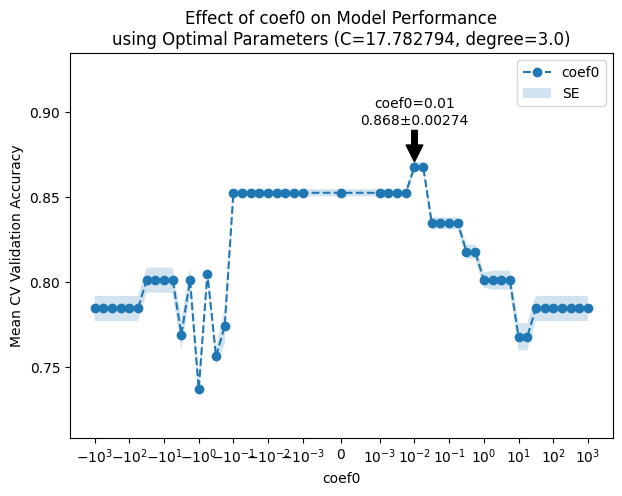 Effect of coef0 on Model Performance
using Optimal Parameters (C=17.782794, degree=3.0)
coef0
SE
coef0=0.01
0.868±0.00274
Mean CV Validation Accuracy
0.90
0.85
0.80
0.75
−10³ −10² −10¹ −10⁰ −10⁻¹ −10⁻² −10⁻³ 0 10⁻³ 10⁻² 10⁻¹ 10⁰ 10¹ 10² 10³
coef0